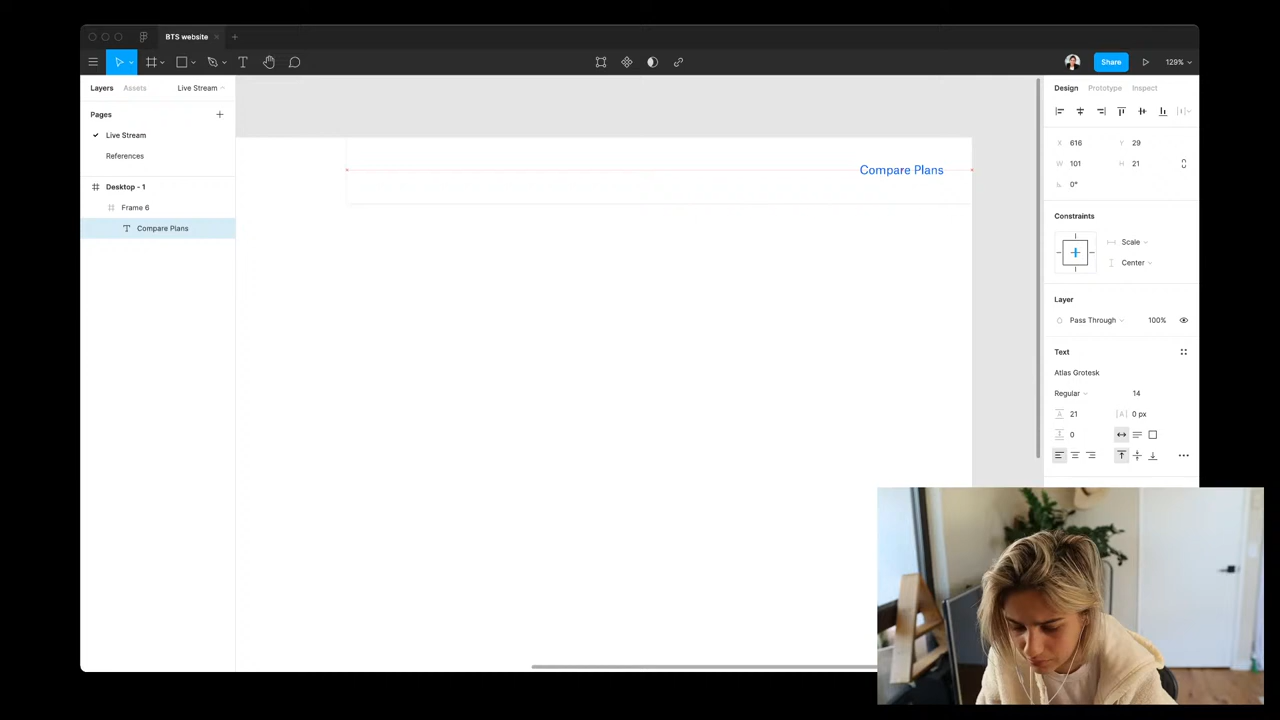 BTS website
Share
129%
Layers
Assets
Live Stream
Pages
Live Stream
References
Desktop - 1
Frame 6
Compare Plans
Compare Plans
Design
Prototype
Inspect
X 616
Y 29
W 101
H 21
0°
Constraints
Scale
Center
Layer
Pass Through
100%
Text
Atlas Grotesk
Regular
14
21
0 px
0